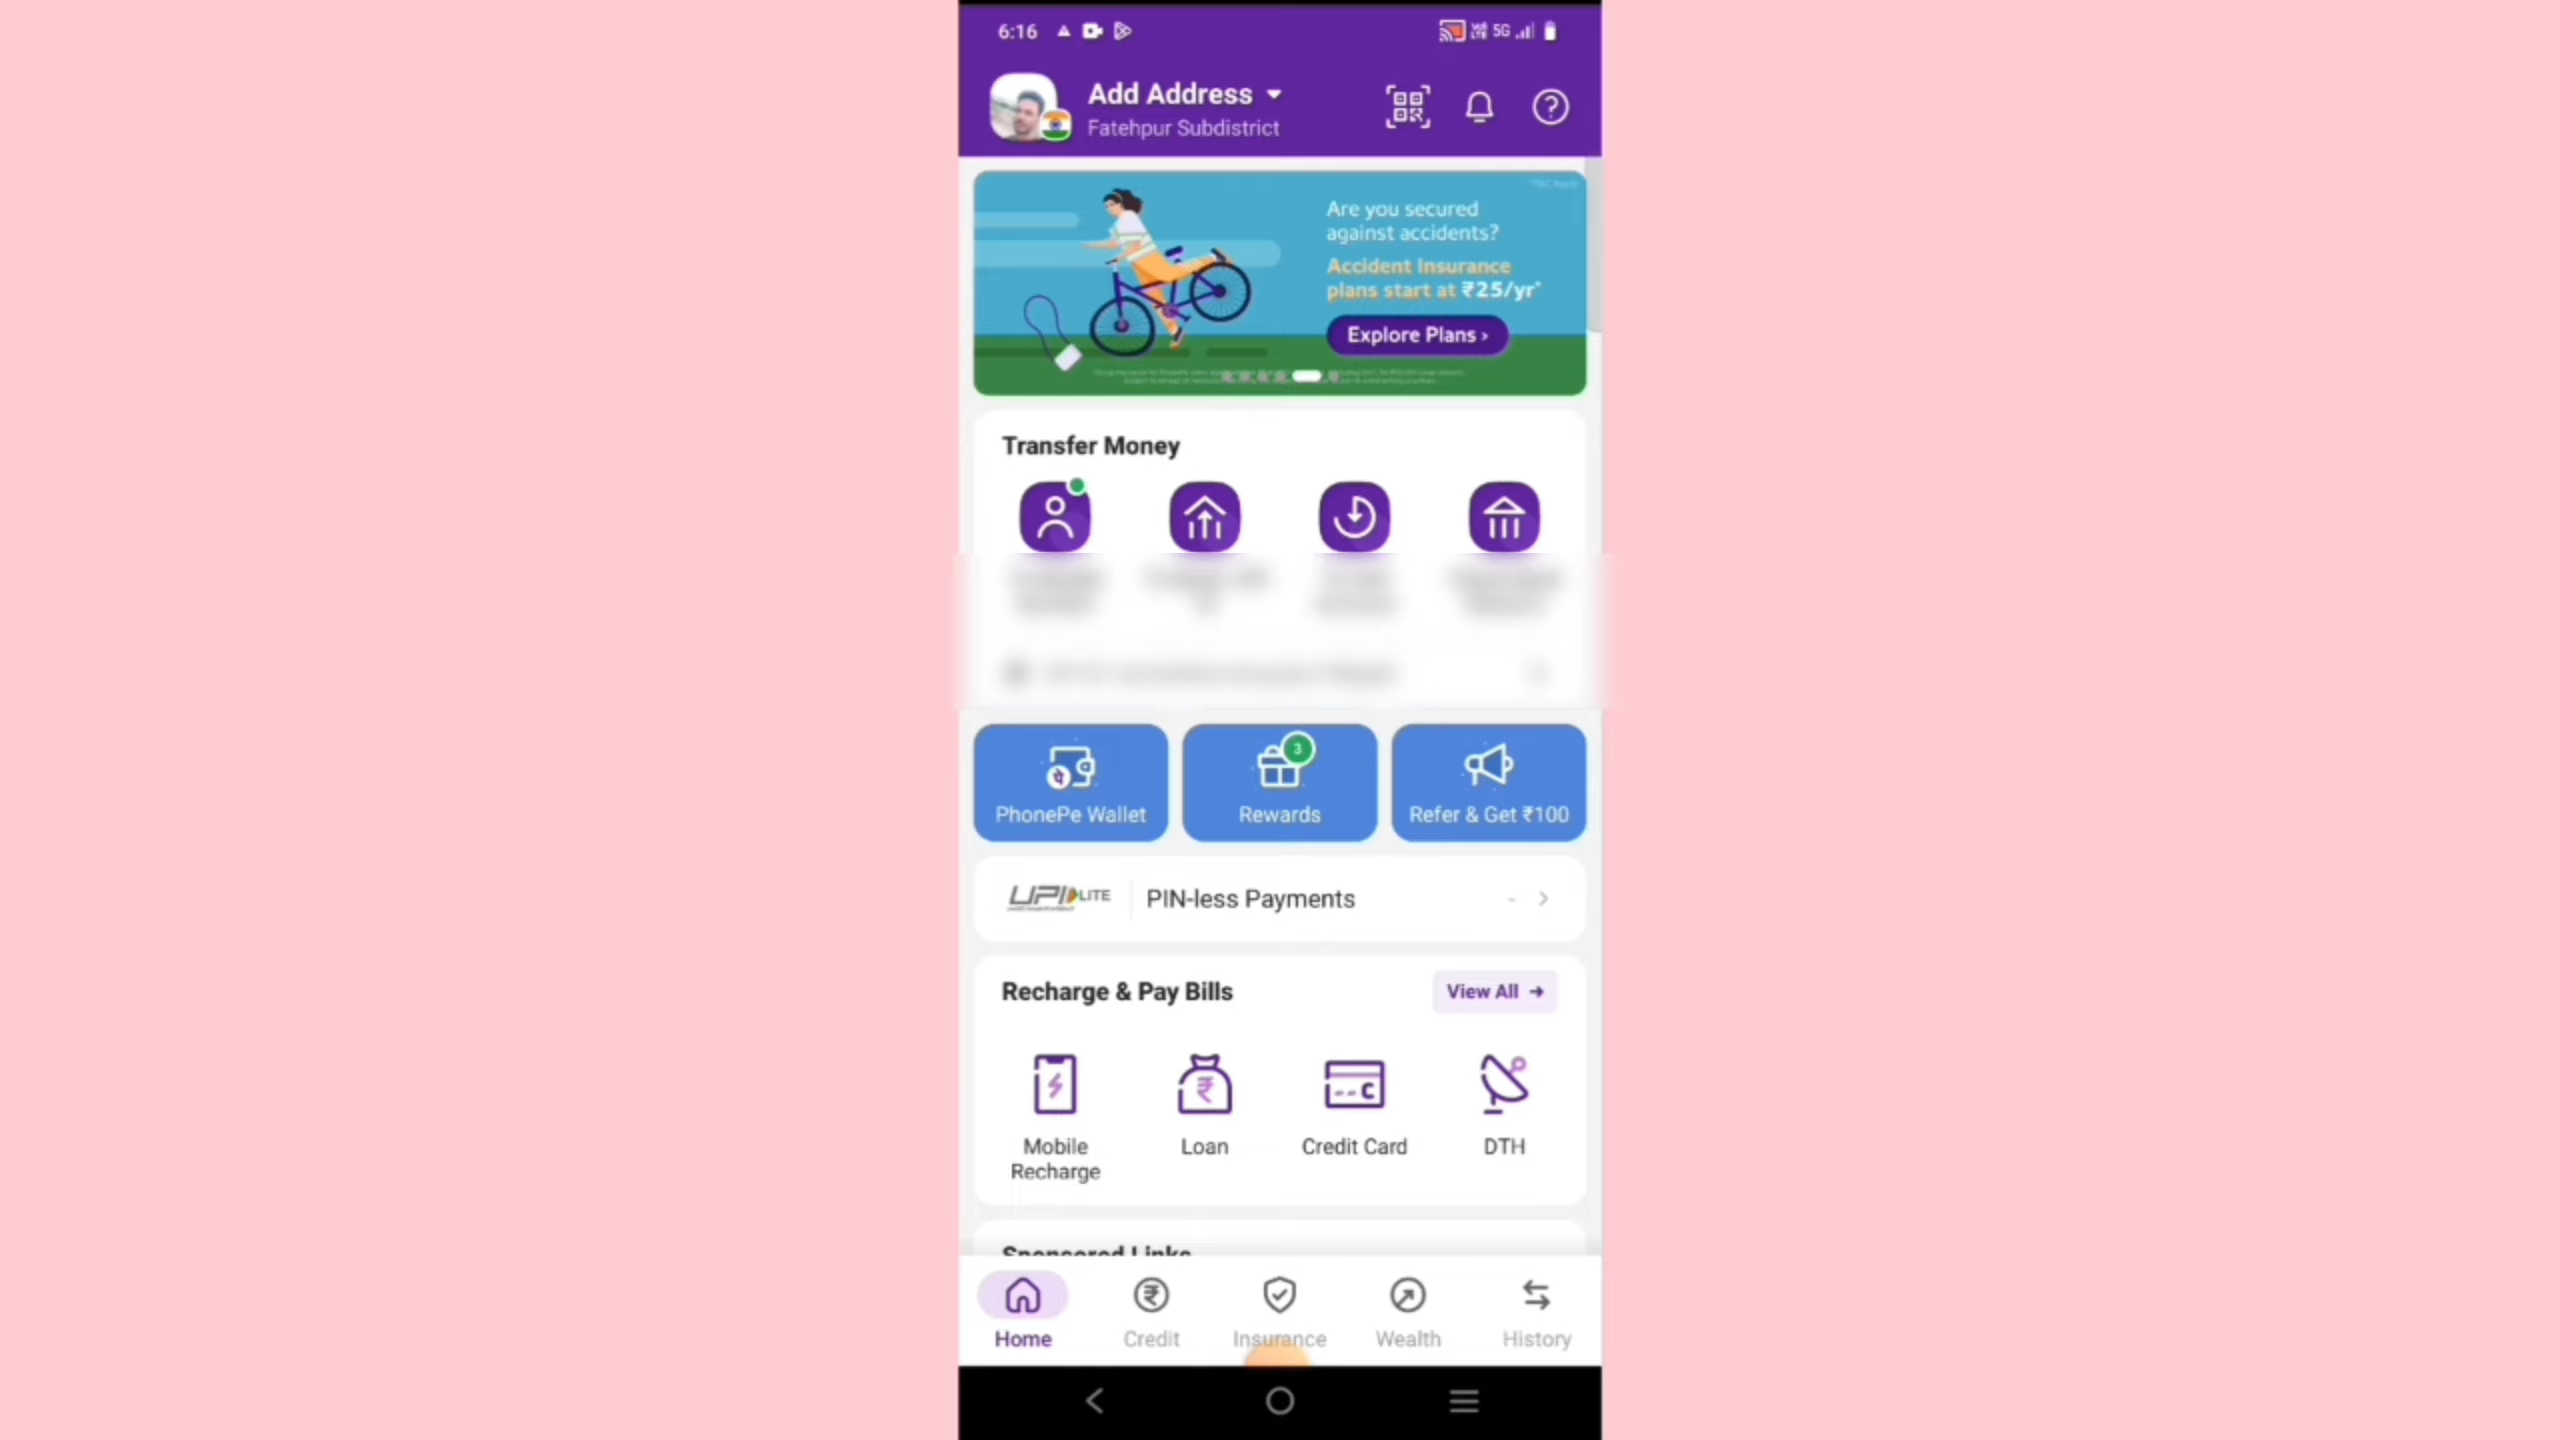 6:16
5G
Add Address
Fatehpur Subdistrict
Are you secured
against accidents?
Accident Insurance
plans start at ₹25/yr*
Explore Plans ›
Transfer Money
3
PhonePe Wallet
Rewards
Refer & Get ₹100
UPI LITE
PIN-less Payments
-
Recharge & Pay Bills
View All →
Mobile
Recharge
Loan
Credit Card
DTH
Sponsored Links
Home
Credit
Insurance
Wealth
History